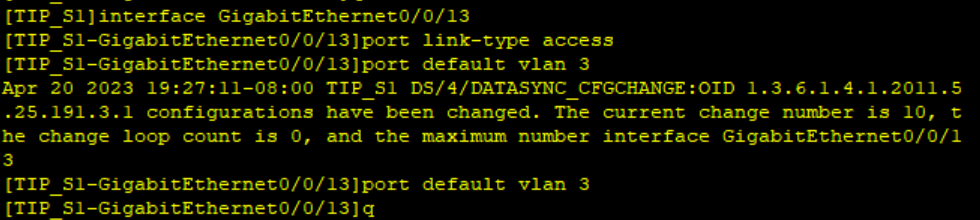 [TIP_S1]interface GigabitEthernet0/0/13
[TIP_S1-GigabitEthernet0/0/13]port link-type access
[TIP_S1-GigabitEthernet0/0/13]port default vlan 3
Apr 20 2023 19:27:11-08:00 TIP_S1 DS/4/DATASYNC_CFGCHANGE:OID 1.3.6.1.4.1.2011.5
.25.191.3.1 configurations have been changed. The current change number is 10, t
he change loop count is 0, and the maximum number interface GigabitEthernet0/0/1
3
[TIP_S1-GigabitEthernet0/0/13]port default vlan 3
[TIP_S1-GigabitEthernet0/0/13]q